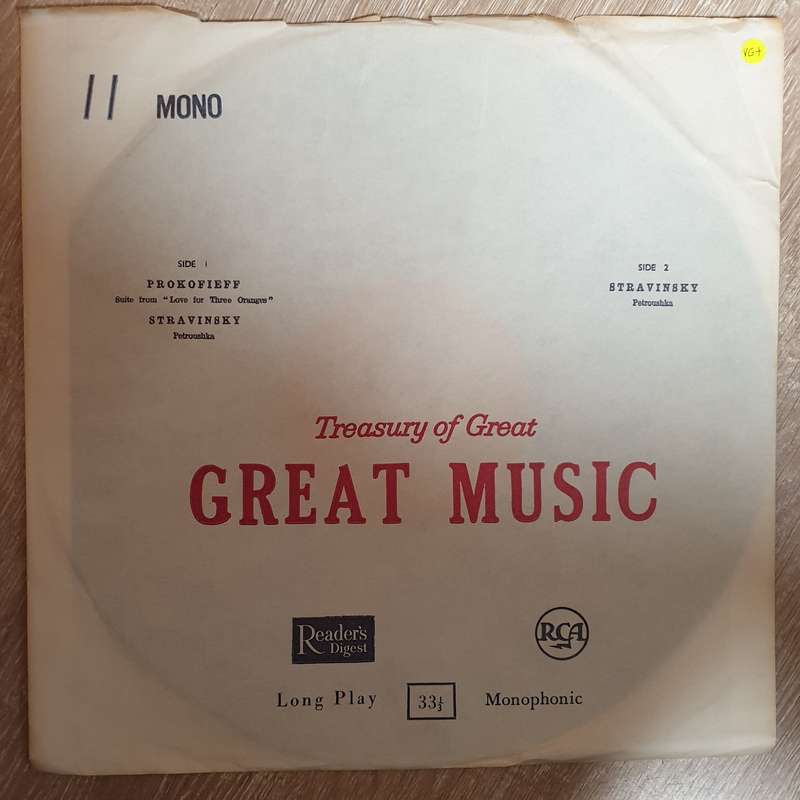 VG+
11 MONO
SIDE 1
PROKOFIEFF
Suite from "Love for Three Oranges"
STRAVINSKY
Petroushka
SIDE 2
STRAVINSKY
Petroushka
Treasury of Great
GREAT MUSIC
Reader's
Digest
RCA
Long Play 33⅓ Monophonic